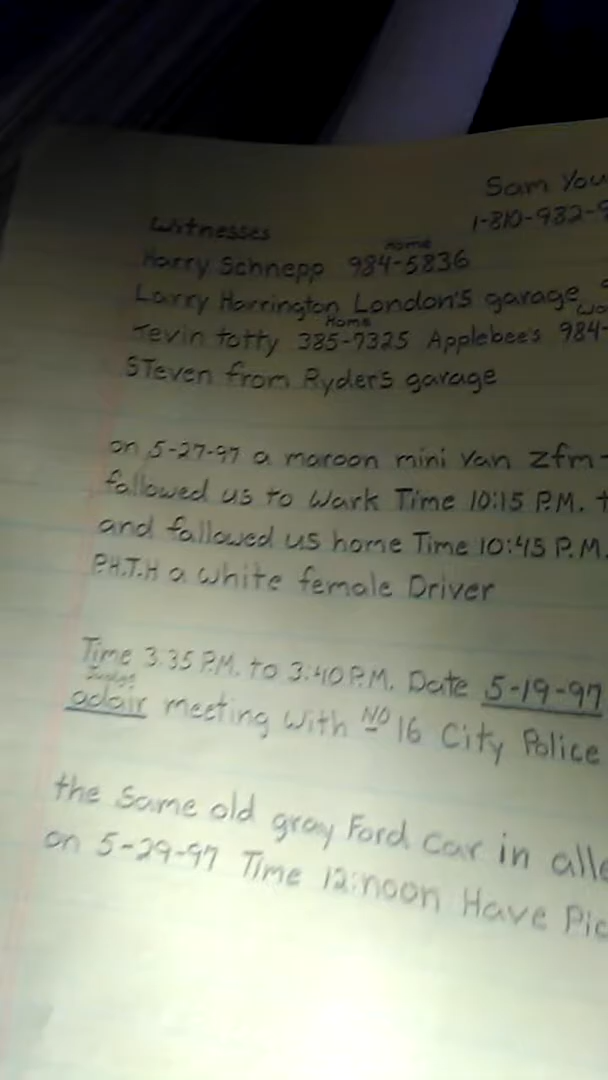 Sam You
1-810-932-9
Witnesses
Home
Harry Schnepp 984-5836
Larry Harrington London's garage
Home
Kevin totty 385-7325 Applebee's 984-
STeven from Ryder's garage
on 5-27-97 a maroon mini Van Zfm-
fallowed us to Wark Time 10:15 P.M. t
and fallowed us home Time 10:45 P.M.
P.H.T.H a white female Driver
Time 3:35 P.M. to 3:40 P.M. Date 5-19-97
adair meeting with NO 16 City Police
the Same old gray Ford Car in alle
on 5-29-97 Time 12:noon Have Pic